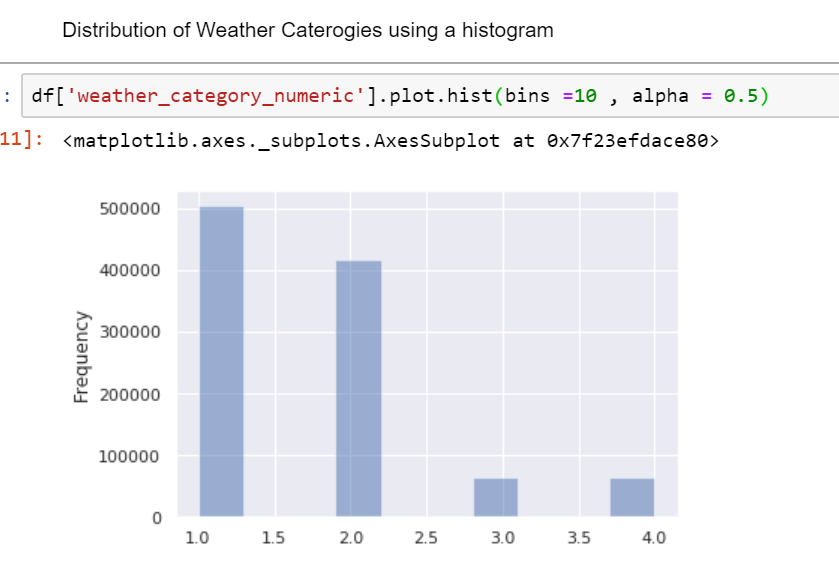 Distribution of Weather Caterogies using a histogram
: df['weather_category_numeric'].plot.hist(bins =10 , alpha = 0.5)
11]: <matplotlib.axes._subplots.AxesSubplot at 0x7f23efdace80>
500000
400000
300000
200000
100000
0
Frequency
1.0 1.5 2.0 2.5 3.0 3.5 4.0